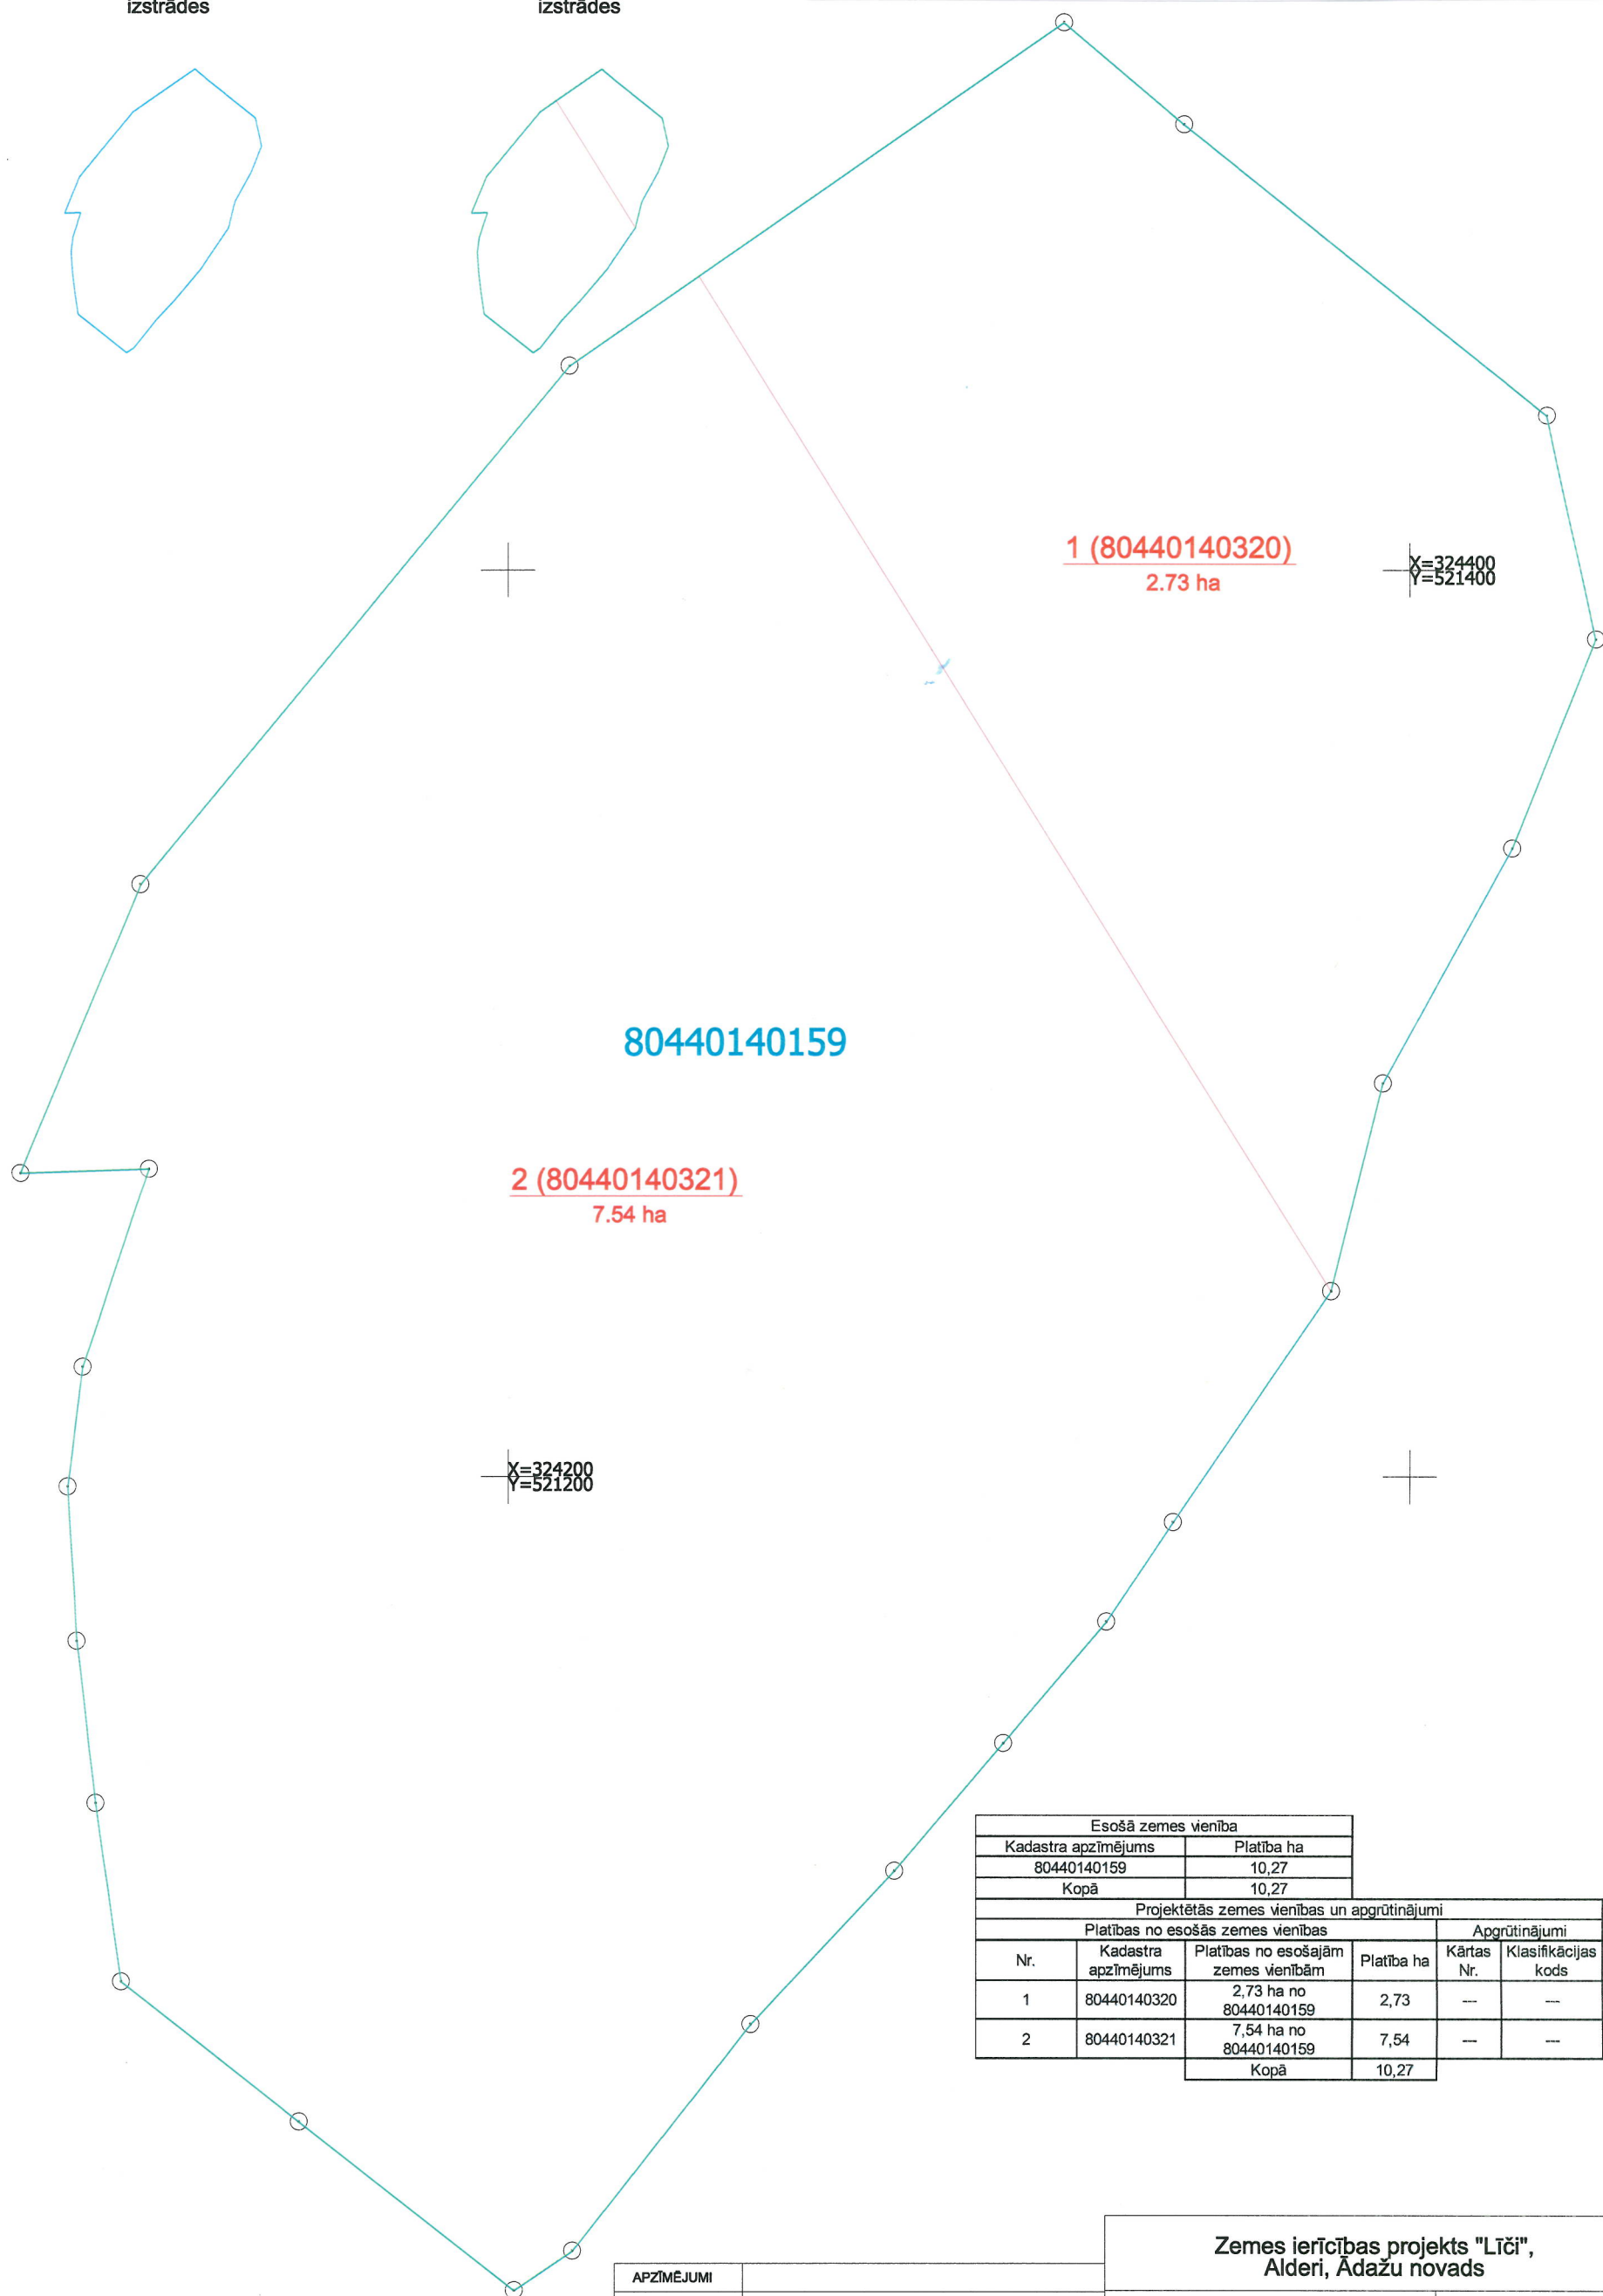 izstrādes
izstrādes
1 (80440140320)
2.73 ha
X=324400
Y=521400
80440140159
2 (80440140321)
7.54 ha
X=324200
Y=521200
Esošā zemes vienība
Kadastra apzīmējums Platība ha
80440140159 10,27
Kopā 10,27
Projektētās zemes vienības un apgrūtinājumi
Platības no esošās zemes vienības Apgrūtinājumi
Nr. Kadastra apzīmējums Platības no esošajām zemes vienībām Platība ha Kārtas Nr. Klasifikācijas kods
1 80440140320 2,73 ha no 80440140159 2,73 --- ---
2 80440140321 7,54 ha no 80440140159 7,54 --- ---
Kopā 10,27
Zemes ierīcības projekts "Līči",
Alderi, Ādažu novads
APZĪMĒJUMI